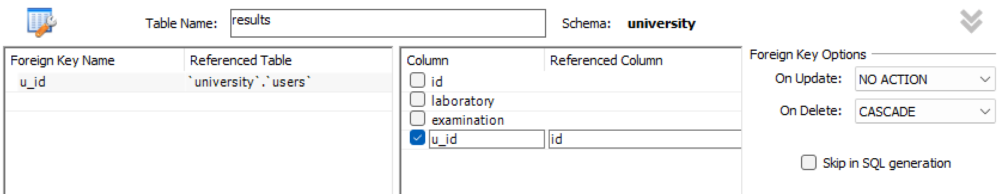 Table Name: results Schema: university
Foreign Key Name Referenced Table
u_id `university`.`users`
Column Referenced Column
id
laboratory
examination
u_id id
Foreign Key Options
On Update: NO ACTION
On Delete: CASCADE
Skip in SQL generation